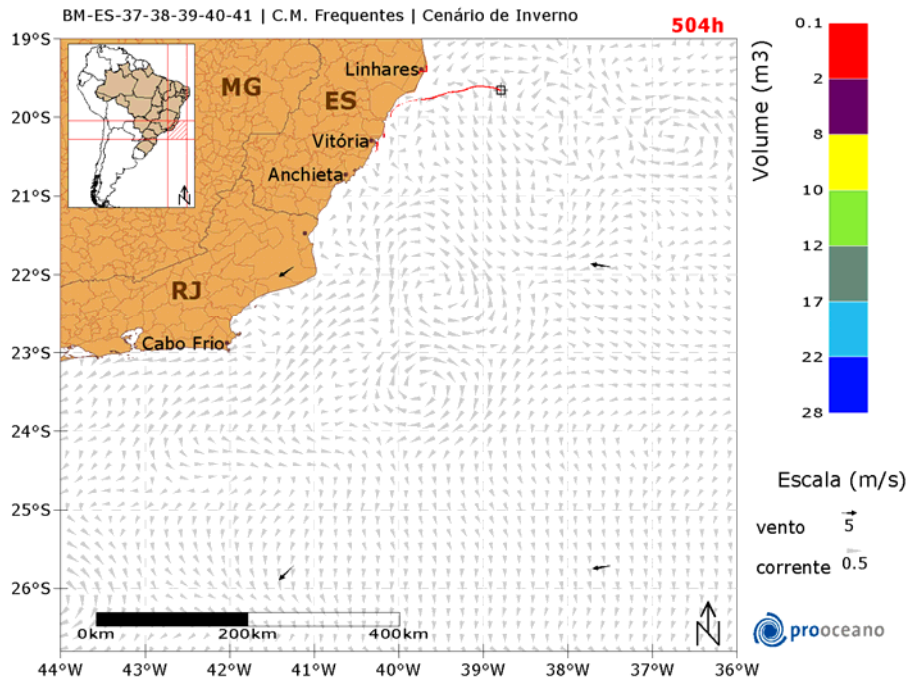 BM-ES-37-38-39-40-41 | C.M. Frequentes | Cenário de Inverno
504h
19°S
20°S
21°S
22°S
23°S
24°S
25°S
26°S
MG
ES
RJ
Linhares
Vitória
Anchieta
Cabo Frio
N
0km
200km
400km
N
44°W
43°W
42°W
41°W
40°W
39°W
38°W
37°W
36°W
Volume (m3)
0.1
2
8
10
12
17
22
28
Escala (m/s)
vento 5
corrente 0.5
prooceano